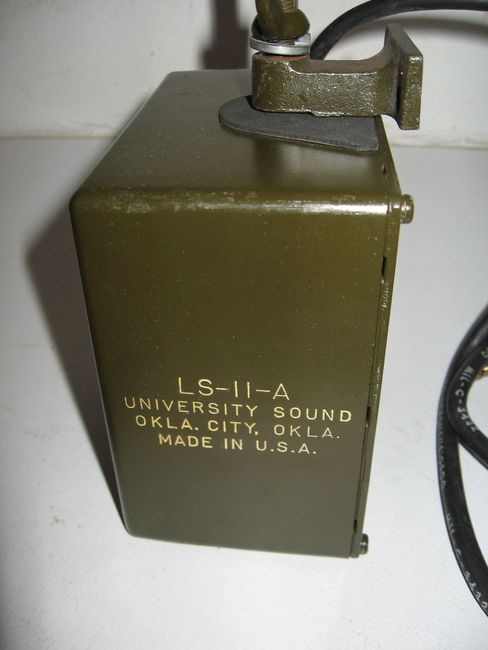 LS-11-A
UNIVERSITY SOUND
OKLA. CITY, OKLA.
MADE IN U.S.A.